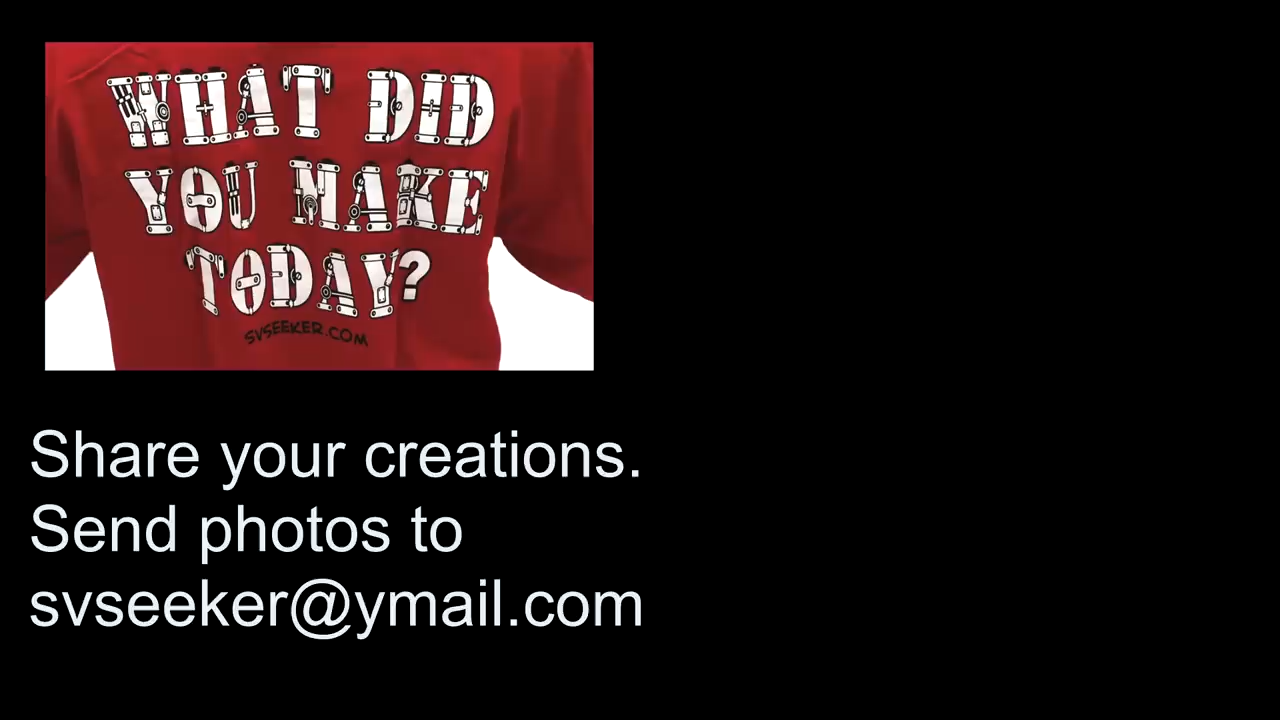 WHAT DID
YOU MAKE
TODAY?
SVSEEKER.COM
Share your creations.
Send photos to
svseeker@ymail.com